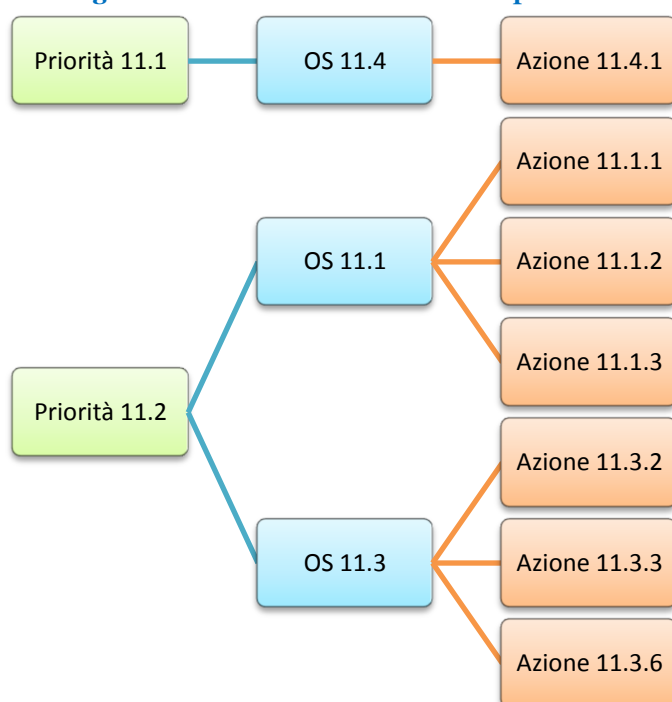 Priorità 11.1
OS 11.4
Azione 11.4.1
Azione 11.1.1
OS 11.1
Azione 11.1.2
Azione 11.1.3
Priorità 11.2
Azione 11.3.2
OS 11.3
Azione 11.3.3
Azione 11.3.6